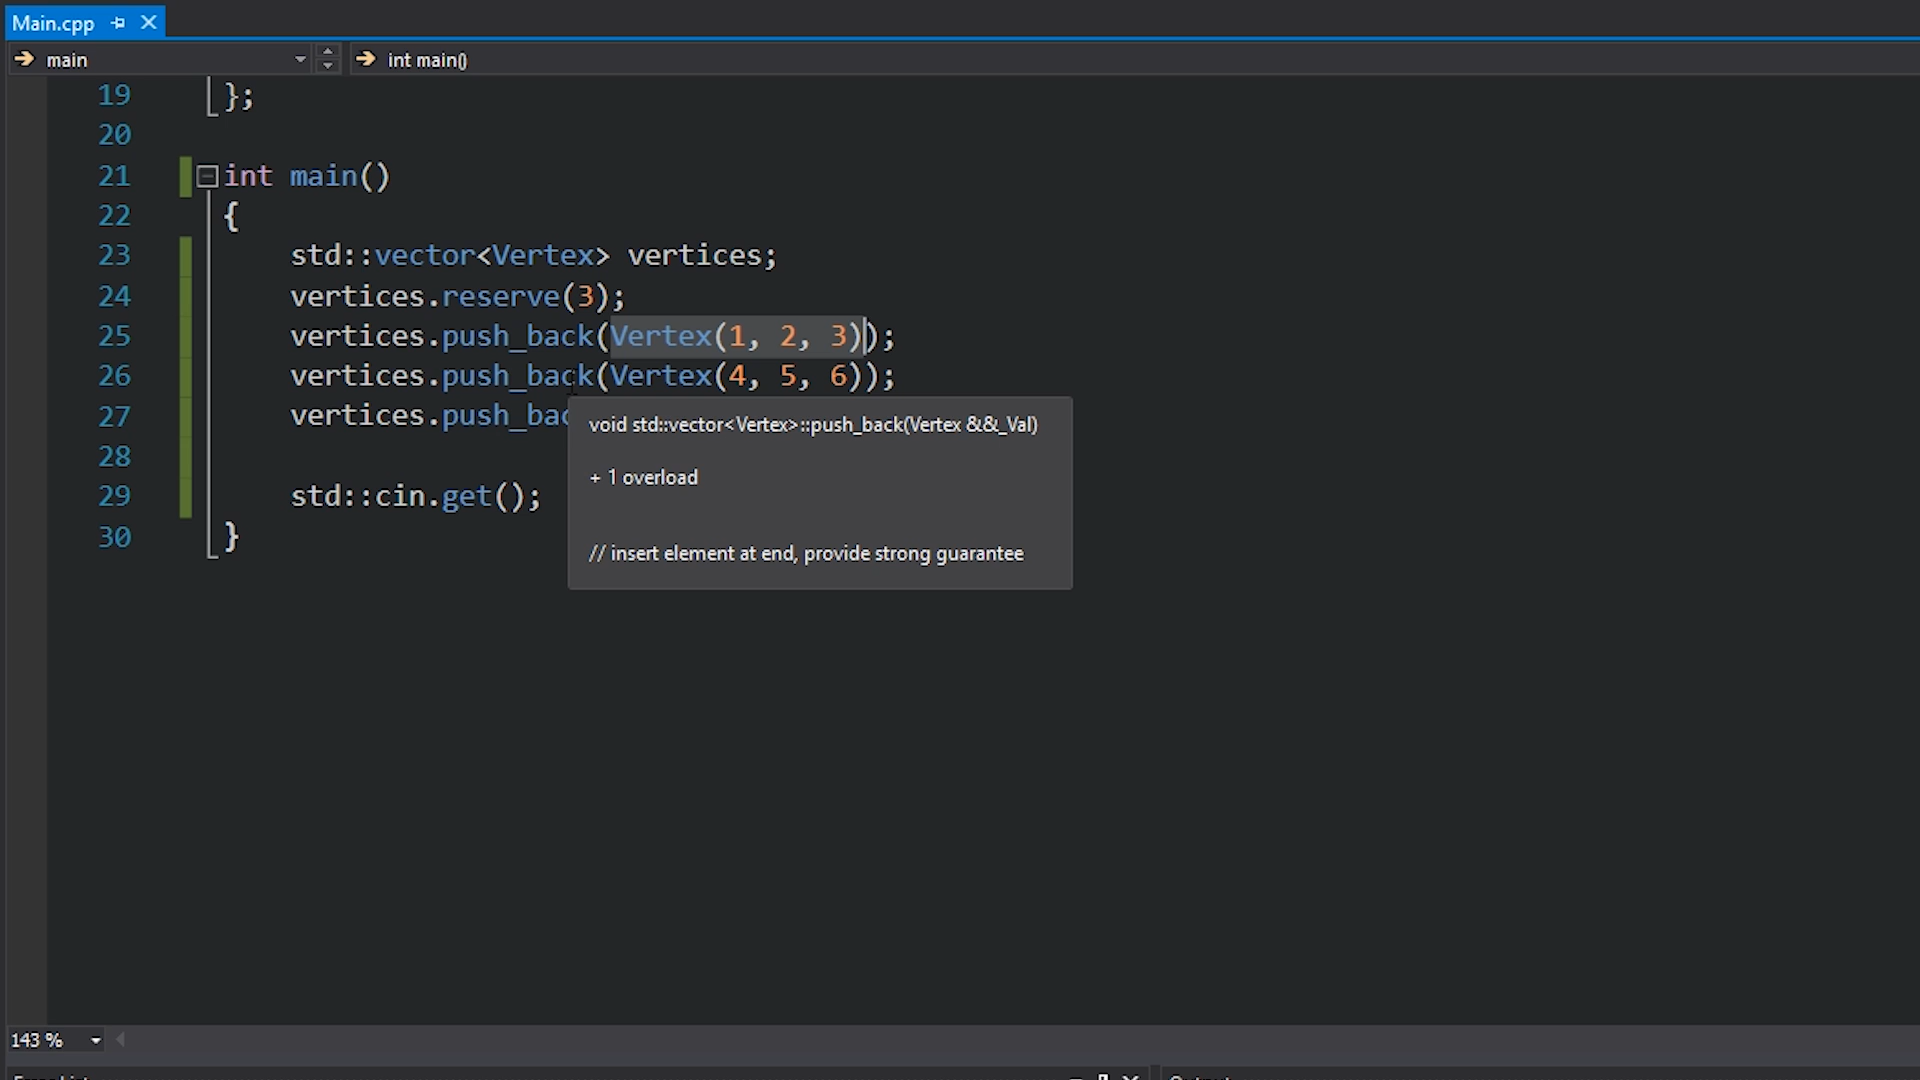 Main.cpp
main int main()
19 };
20
21 int main()
22 {
23 std::vector<Vertex> vertices;
24 vertices.reserve(3);
25 vertices.push_back(Vertex(1, 2, 3));
26 vertices.push_back(Vertex(4, 5, 6));
27 vertices.push_bac
void std::vector<Vertex>::push_back(Vertex &&_Val)
28
+ 1 overload
29 std::cin.get();
30 }
// insert element at end, provide strong guarantee
143 %